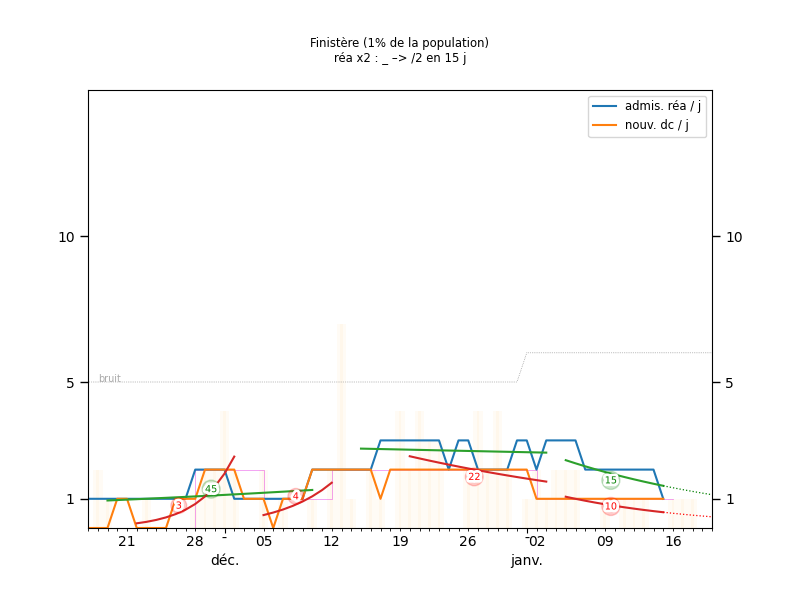 Finistère (1% de la population)
réa x2 : _ –> /2 en 15 j
admis. réa / j
nouv. dc / j
10 10
bruit
5 5
45
3
4
22
15
10
1 1
21 28 05 12 19 26 02 09 16
déc. janv.